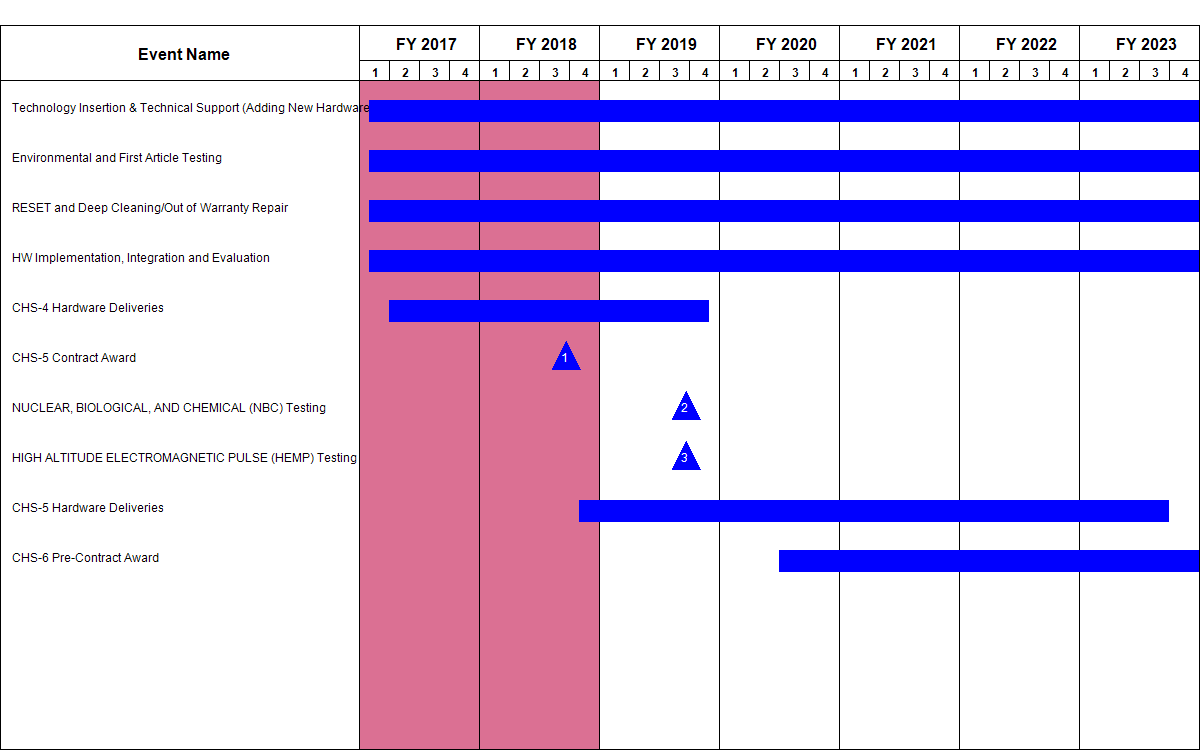 Event Name
FY 2017 FY 2018 FY 2019 FY 2020 FY 2021 FY 2022 FY 2023
1 2 3 4 1 2 3 4 1 2 3 4 1 2 3 4 1 2 3 4 1 2 3 4 1 2 3 4
Technology Insertion & Technical Support (Adding New Hardware
Environmental and First Article Testing
RESET and Deep Cleaning/Out of Warranty Repair
HW Implementation, Integration and Evaluation
CHS-4 Hardware Deliveries
CHS-5 Contract Award 1
NUCLEAR, BIOLOGICAL, AND CHEMICAL (NBC) Testing 2
HIGH ALTITUDE ELECTROMAGNETIC PULSE (HEMP) Testing 3
CHS-5 Hardware Deliveries
CHS-6 Pre-Contract Award